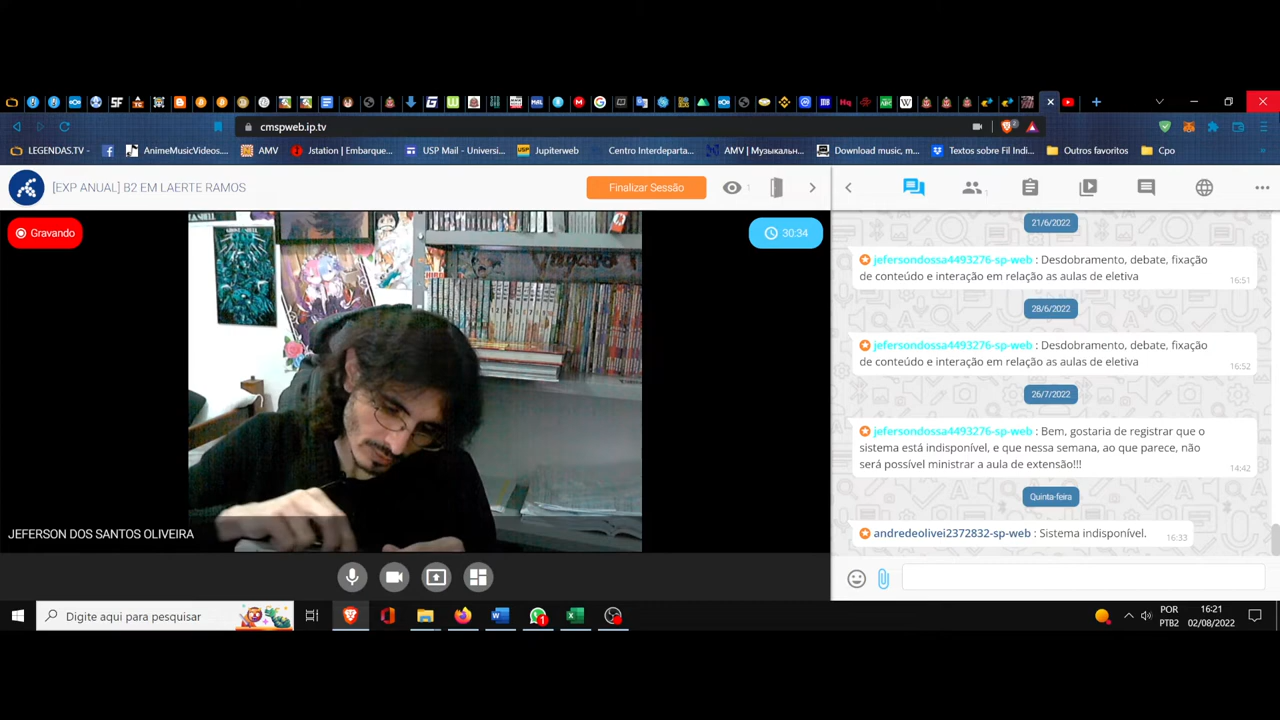 cmspweb.ip.tv
LEGENDAS.TV -
AnimeMusicVideos...
AMV
Jstation | Embarque...
USP Mail - Universi...
Jupiterweb
Centro Interdeparta...
AMV | Музыкальн...
Download music, m...
Textos sobre Fil Indi...
Outros favoritos
Cpo
[EXP ANUAL] B2 EM LAERTE RAMOS
Finalizar Sessão
1
1
Gravando
30:34
JEFERSON DOS SANTOS OLIVEIRA
21/6/2022
jefersondossa4493276-sp-web : Desdobramento, debate, fixação
de conteúdo e interação em relação as aulas de eletiva
16:51
28/6/2022
jefersondossa4493276-sp-web : Desdobramento, debate, fixação
de conteúdo e interação em relação as aulas de eletiva
16:52
26/7/2022
jefersondossa4493276-sp-web : Bem, gostaria de registrar que o
sistema está indisponível, e que nessa semana, ao que parece, não
será possível ministrar a aula de extensão!!!
14:42
Quinta-feira
andredeolivei2372832-sp-web : Sistema indisponível.
16:33
Digite aqui para pesquisar
1
POR
PTB2
16:21
02/08/2022